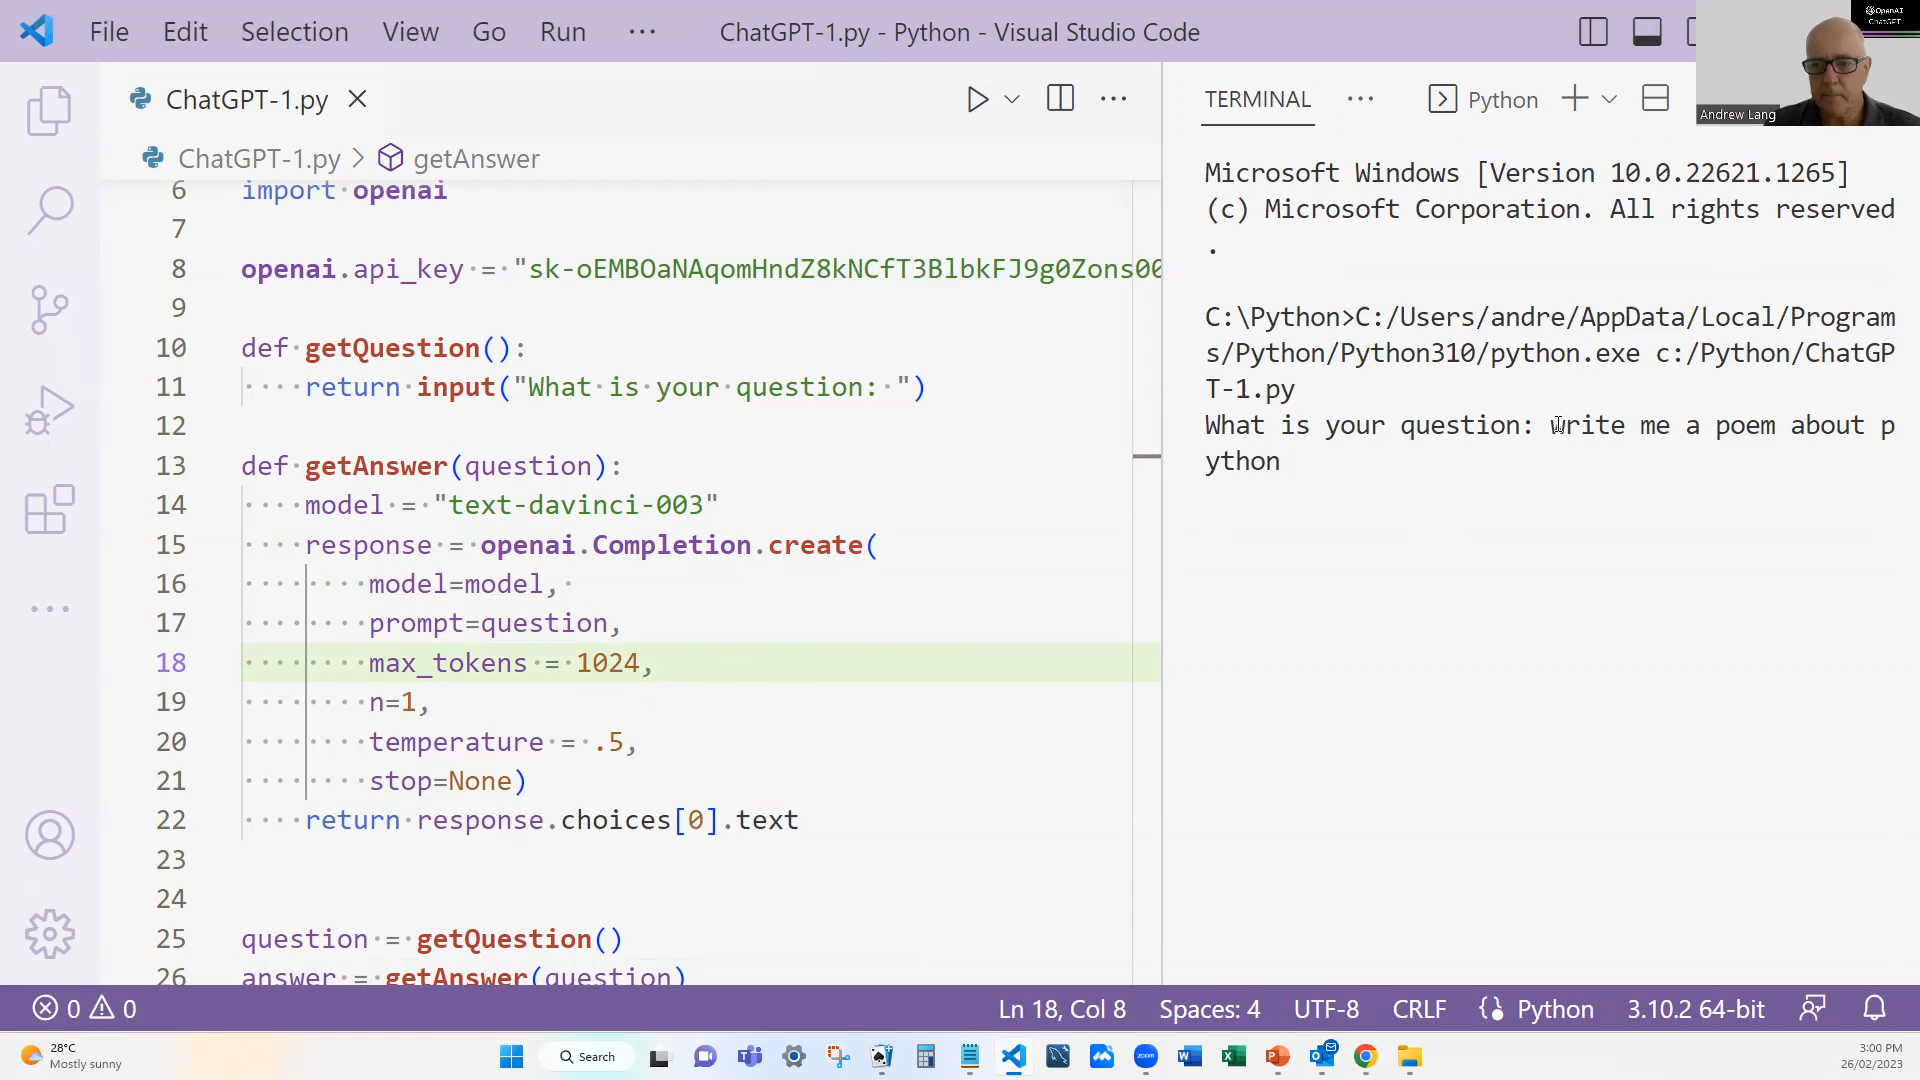 File Edit Selection View Go Run ··· ChatGPT-1.py - Python - Visual Studio Code
OpenAI
ChatGPT
Andrew Lang
ChatGPT-1.py
ChatGPT-1.py > getAnswer
6 import openai
7
8 openai.api_key = "sk-oEMBOaNAqomHndZ8kNCfT3BlbkFJ9g0Zons00
9
10 def getQuestion():
11 return input("What is your question: ")
12
13 def getAnswer(question):
14 model = "text-davinci-003"
15 response = openai.Completion.create(
16 model=model,
17 prompt=question,
18 max_tokens = 1024,
19 n=1,
20 temperature = .5,
21 stop=None)
22 return response.choices[0].text
23
24
25 question = getQuestion()
26 answer = getAnswer(question)
TERMINAL ··· Python
Microsoft Windows [Version 10.0.22621.1265]
(c) Microsoft Corporation. All rights reserved
.
C:\Python>C:/Users/andre/AppData/Local/Program
s/Python/Python310/python.exe c:/Python/ChatGP
T-1.py
What is your question: write me a poem about p
ython
0 0 Ln 18, Col 8 Spaces: 4 UTF-8 CRLF Python 3.10.2 64-bit
28°C
Mostly sunny
Search
zoom
3:00 PM
26/02/2023